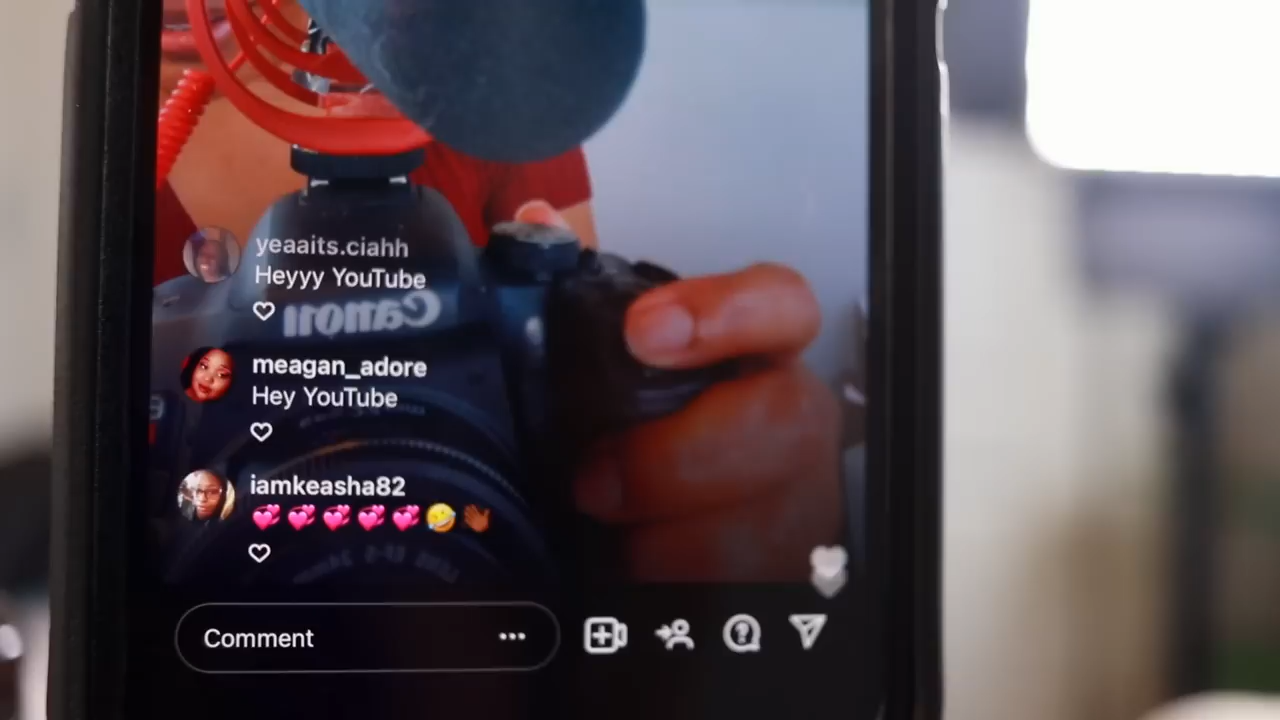 yeaaits.ciahh
Heyyy YouTube
Canon
meagan_adore
Hey YouTube
iamkeasha82
💞💞💞💞💞🤣👋🏾
Comment